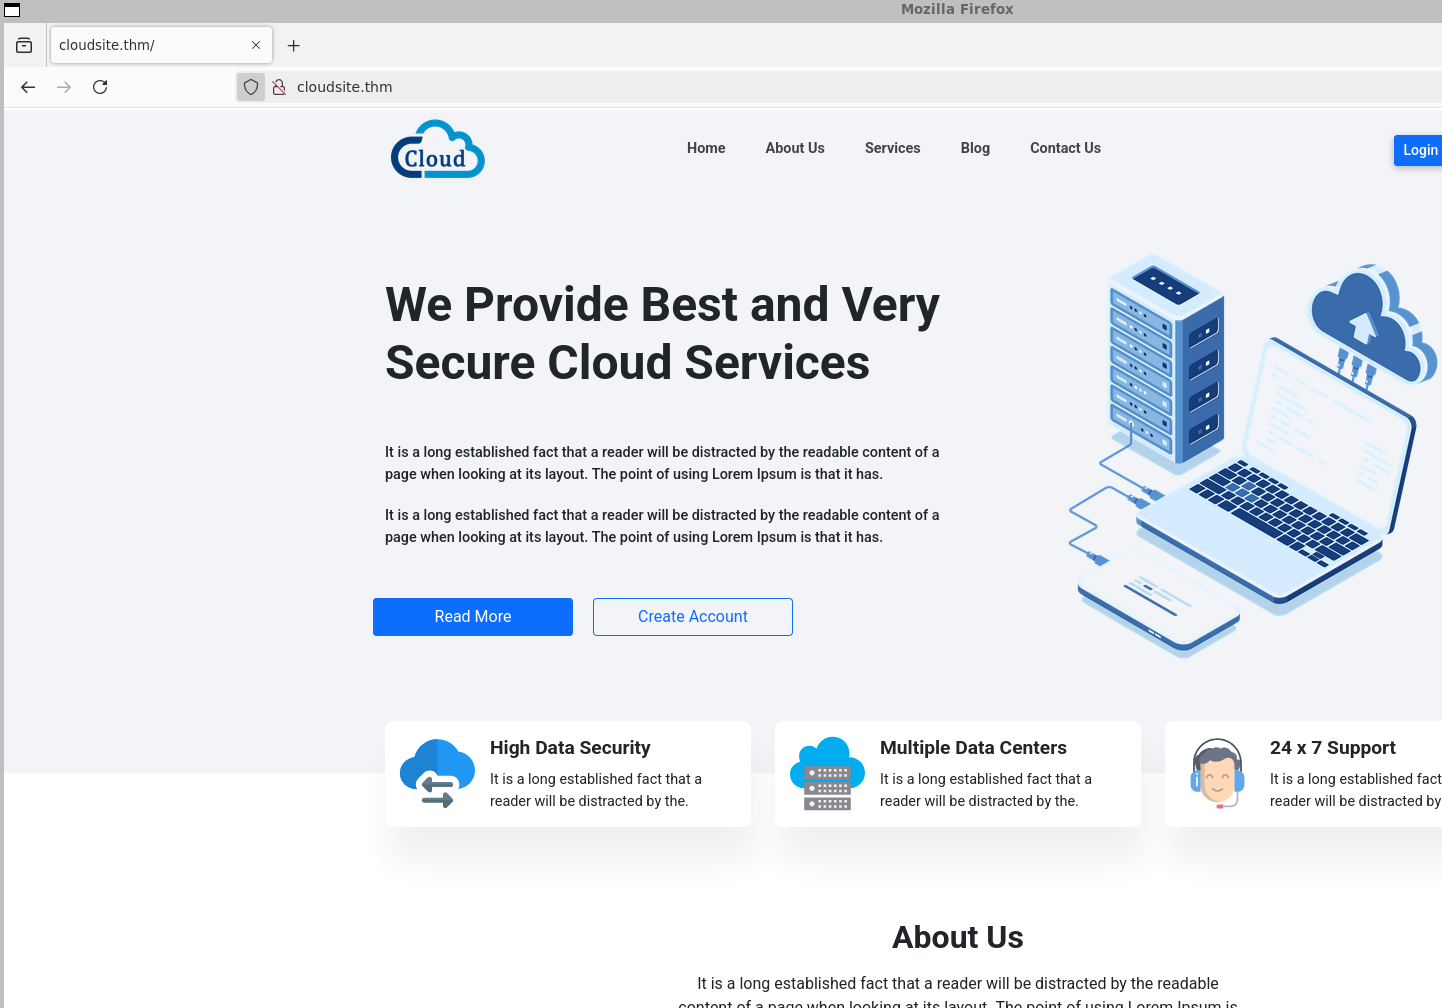 Mozilla Firefox
cloudsite.thm/
cloudsite.thm
Cloud
Home
About Us
Services
Blog
Contact Us
Login
We Provide Best and Very
Secure Cloud Services
It is a long established fact that a reader will be distracted by the readable content of a
page when looking at its layout. The point of using Lorem Ipsum is that it has.
It is a long established fact that a reader will be distracted by the readable content of a
page when looking at its layout. The point of using Lorem Ipsum is that it has.
Read More
Create Account
High Data Security
It is a long established fact that a
reader will be distracted by the.
Multiple Data Centers
It is a long established fact that a
reader will be distracted by the.
24 x 7 Support
It is a long established fact
reader will be distracted by
About Us
It is a long established fact that a reader will be distracted by the readable
content of a page when looking at its layout. The point of using Lorem Ipsum is